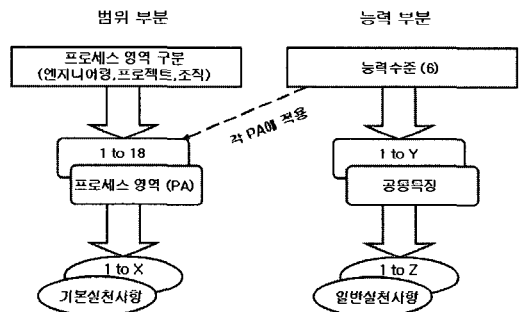 범위 부분
능력 부분
프로세스 영역 구분
(엔지니어링,프로젝트,조직)
능력수준 (6)
각 PA에 적용
1 to 18
프로세스 영역 (PA)
1 to Y
공통특징
1 to X
기본실천사항
1 to Z
일반실천사항